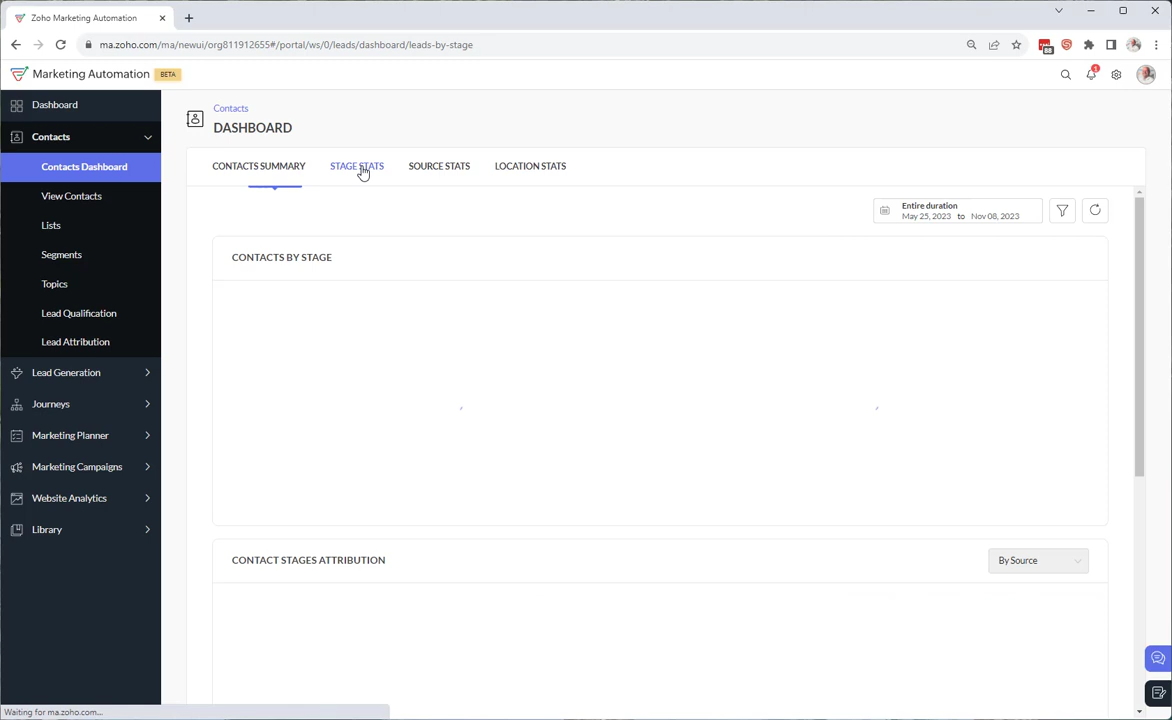 Zoho Marketing Automation
ma.zoho.com/ma/newui/org811912655#/portal/ws/0/leads/dashboard/leads-by-stage
88
Marketing Automation BETA
1
Dashboard
Contacts
Contacts Dashboard
View Contacts
Lists
Segments
Topics
Lead Qualification
Lead Attribution
Lead Generation
Journeys
Marketing Planner
Marketing Campaigns
Website Analytics
Library
Contacts
DASHBOARD
CONTACTS SUMMARY STAGE STATS SOURCE STATS LOCATION STATS
Entire duration
May 25, 2023 to Nov 08, 2023
CONTACTS BY STAGE
CONTACT STAGES ATTRIBUTION
By Source
Waiting for ma.zoho.com...